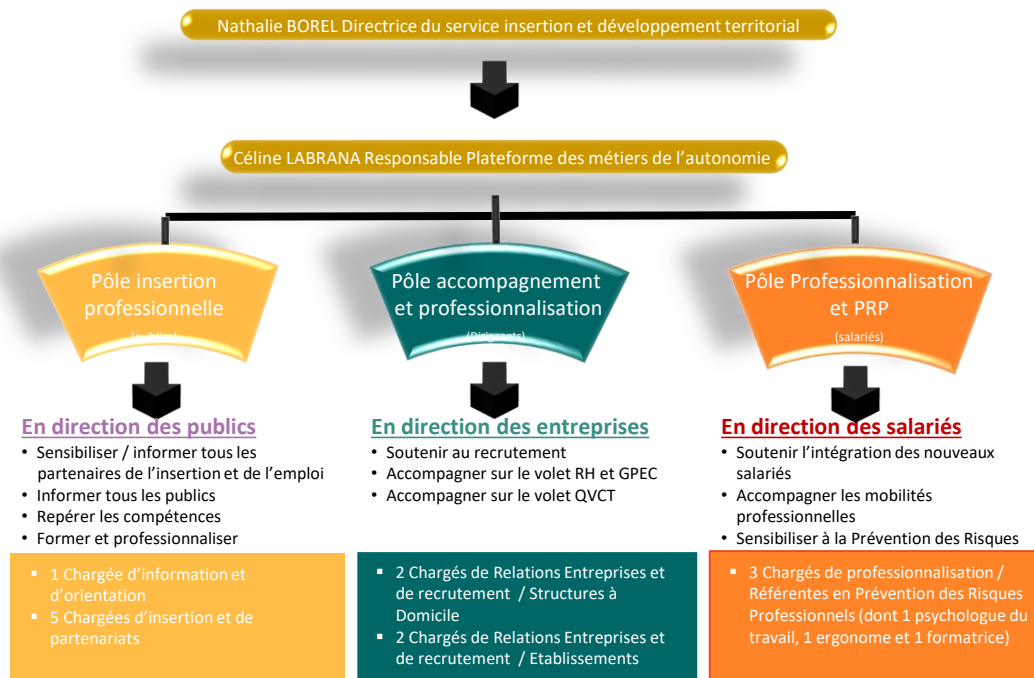 Nathalie BOREL Directrice du service insertion et développement territorial
Céline LABRANA Responsable Plateforme des métiers de l'autonomie
Pôle insertion
professionnelle
(publics)
Pôle accompagnement
et professionnalisation
(Dirigeants)
Pôle Professionnalisation
et PRP
(salariés)
En direction des publics
• Sensibiliser / informer tous les
partenaires de l'insertion et de l'emploi
• Informer tous les publics
• Repérer les compétences
• Former et professionnaliser
▪ 1 Chargée d'information et
d'orientation
▪ 5 Chargées d'insertion et de
partenariats
En direction des entreprises
• Soutenir au recrutement
• Accompagner sur le volet RH et GPEC
• Accompagner sur le volet QVCT
▪ 2 Chargés de Relations Entreprises et
de recrutement / Structures à
Domicile
▪ 2 Chargés de Relations Entreprises et
de recrutement / Etablissements
En direction des salariés
• Soutenir l'intégration des nouveaux
salariés
• Accompagner les mobilités
professionnelles
• Sensibiliser à la Prévention des Risques
▪ 3 Chargés de professionnalisation /
Référentes en Prévention des Risques
Professionnels (dont 1 psychologue du
travail, 1 ergonome et 1 formatrice)